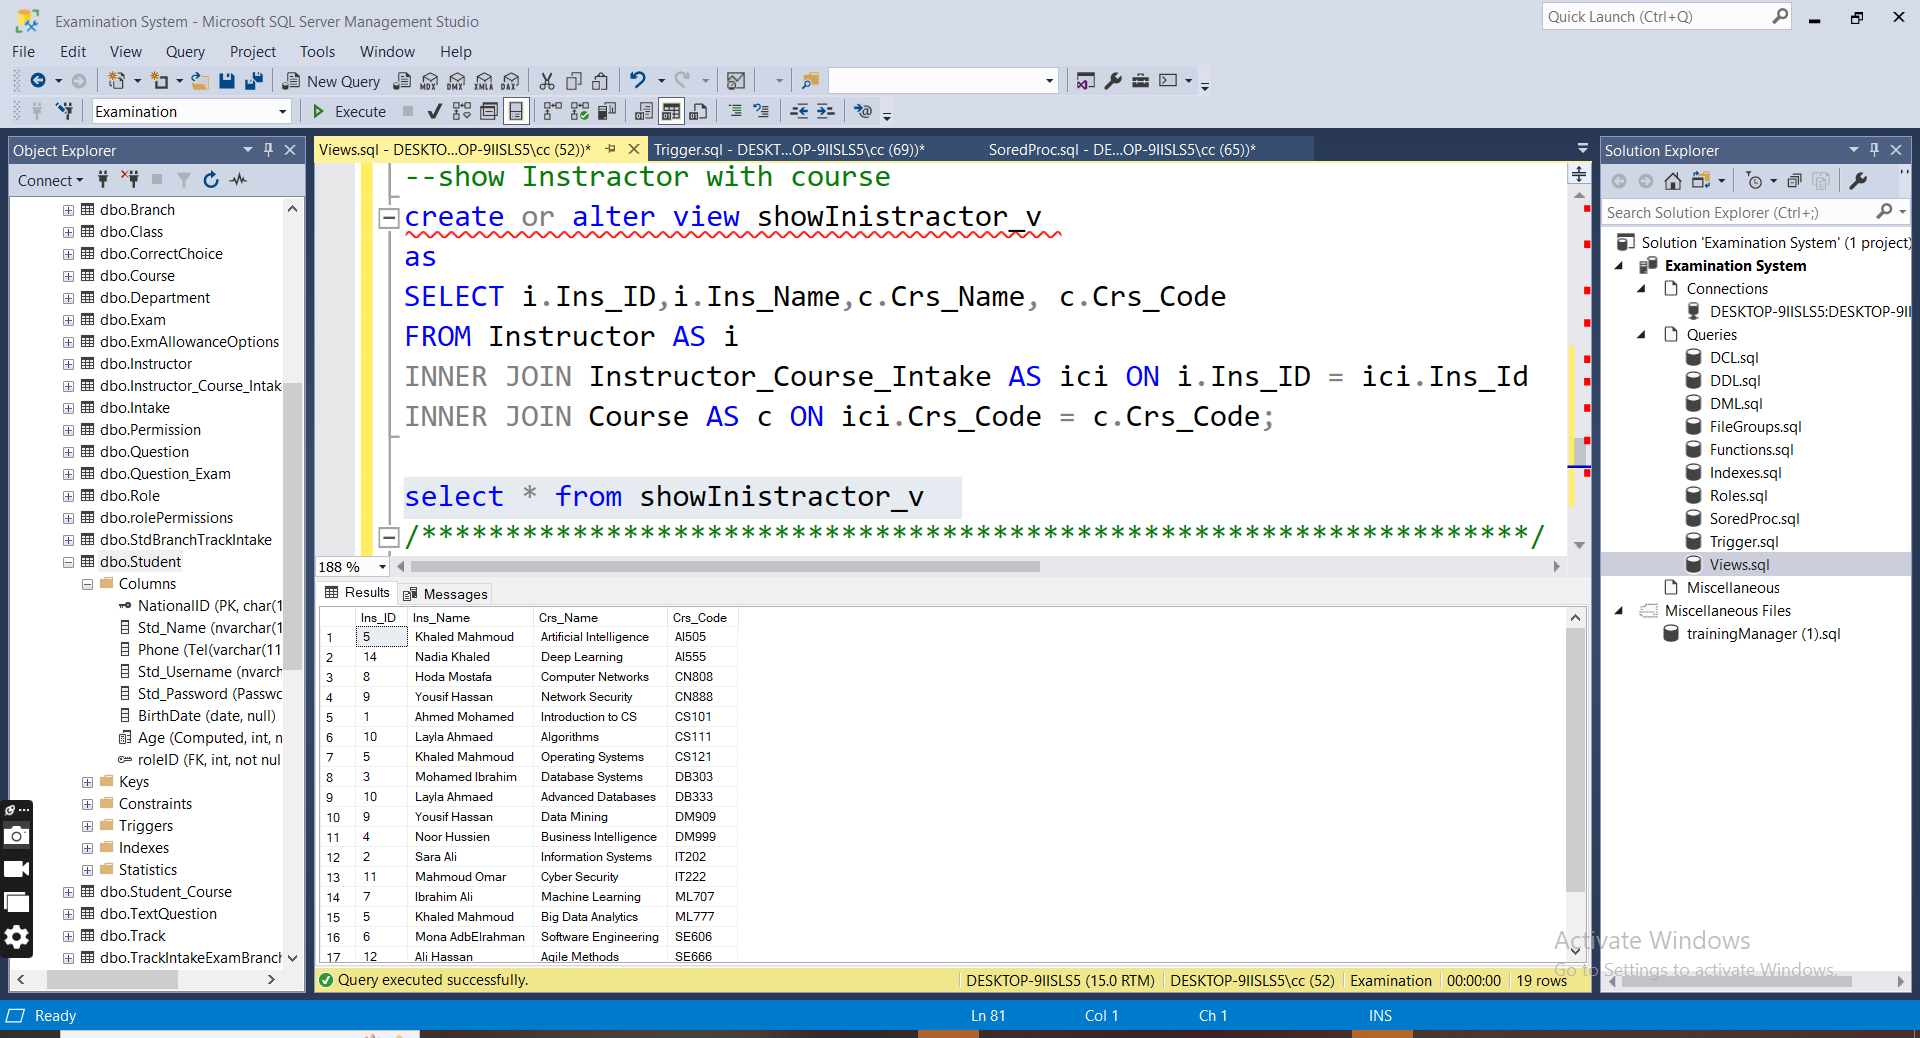 Examination System - Microsoft SQL Server Management Studio
Quick Launch (Ctrl+Q)
File Edit View Query Project Tools Window Help
New Query
MDX DMX XMLA DAX
Examination
Execute
Object Explorer
Connect
dbo.Branch
dbo.Class
dbo.CorrectChoice
dbo.Course
dbo.Department
dbo.Exam
dbo.ExmAllowanceOptions
dbo.Instructor
dbo.Instructor_Course_Intak
dbo.Intake
dbo.Permission
dbo.Question
dbo.Question_Exam
dbo.Role
dbo.rolePermissions
dbo.StdBranchTrackIntake
dbo.Student
Columns
NationalID (PK, char(1
Std_Name (nvarchar(1
Phone (Tel(varchar(11
Std_Username (nvarch
Std_Password (Passwo
BirthDate (date, null)
Age (Computed, int, n
roleID (FK, int, not nul
Keys
Constraints
Triggers
Indexes
Statistics
dbo.Student_Course
dbo.TextQuestion
dbo.Track
dbo.TrackIntakeExamBranch
Views.sql - DESKTO...OP-9IISLS5\cc (52))* Trigger.sql - DESKT...OP-9IISLS5\cc (69))* SoredProc.sql - DE...OP-9IISLS5\cc (65))*
--show Instractor with course
create or alter view showInistractor_v
as
SELECT i.Ins_ID,i.Ins_Name,c.Crs_Name, c.Crs_Code
FROM Instructor AS i
INNER JOIN Instructor_Course_Intake AS ici ON i.Ins_ID = ici.Ins_Id
INNER JOIN Course AS c ON ici.Crs_Code = c.Crs_Code;
select * from showInistractor_v
/******************************************************************/
188 %
Results Messages
Ins_ID Ins_Name Crs_Name Crs_Code
1 5 Khaled Mahmoud Artificial Intelligence AI505
2 14 Nadia Khaled Deep Learning AI555
3 8 Hoda Mostafa Computer Networks CN808
4 9 Yousif Hassan Network Security CN888
5 1 Ahmed Mohamed Introduction to CS CS101
6 10 Layla Ahmaed Algorithms CS111
7 5 Khaled Mahmoud Operating Systems CS121
8 3 Mohamed Ibrahim Database Systems DB303
9 10 Layla Ahmaed Advanced Databases DB333
10 9 Yousif Hassan Data Mining DM909
11 4 Noor Hussien Business Intelligence DM999
12 2 Sara Ali Information Systems IT202
13 11 Mahmoud Omar Cyber Security IT222
14 7 Ibrahim Ali Machine Learning ML707
15 5 Khaled Mahmoud Big Data Analytics ML777
16 6 Mona AdbElrahman Software Engineering SE606
17 12 Ali Hassan Agile Methods SE666
Query executed successfully. DESKTOP-9IISLS5 (15.0 RTM) DESKTOP-9IISLS5\cc (52) Examination 00:00:00 19 rows
Solution Explorer
Search Solution Explorer (Ctrl+;)
Solution 'Examination System' (1 project)
Examination System
Connections
DESKTOP-9IISLS5:DESKTOP-9II
Queries
DCL.sql
DDL.sql
DML.sql
FileGroups.sql
Functions.sql
Indexes.sql
Roles.sql
SoredProc.sql
Trigger.sql
Views.sql
Miscellaneous
Miscellaneous Files
trainingManager (1).sql
Activate Windows
Go to Settings to activate Windows.
Ready Ln 81 Col 1 Ch 1 INS